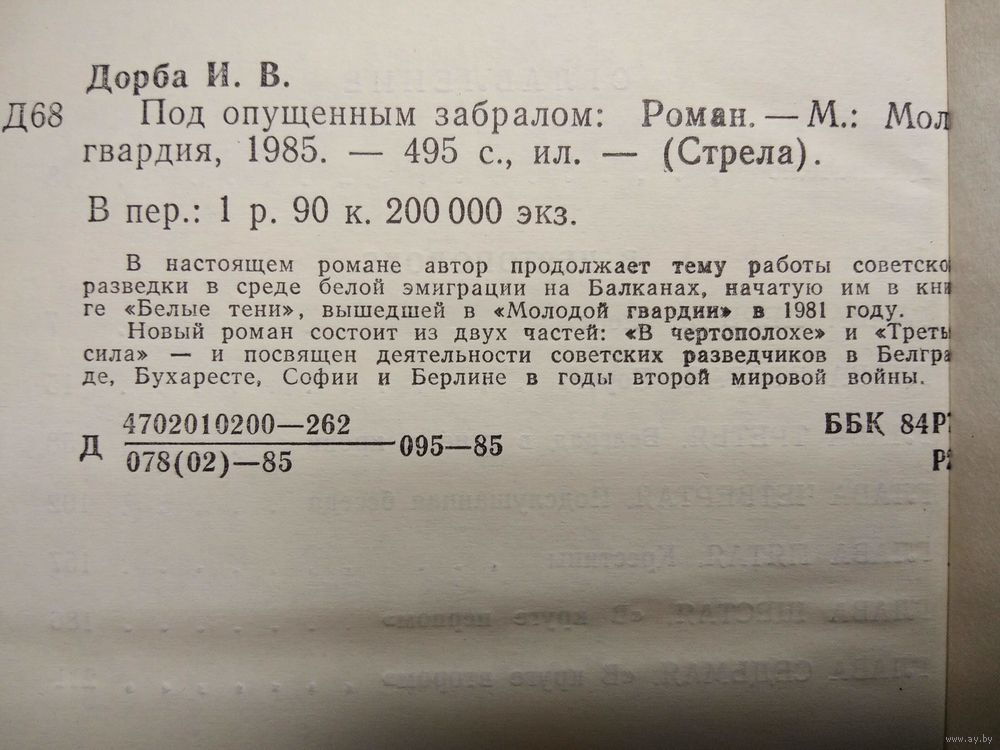 Дорба И. В.
Д68 Под опущенным забралом: Роман. — М.: Мол
гвардия, 1985. — 495 с., ил. — (Стрела).
В пер.: 1 р. 90 к. 200 000 экз.
В настоящем романе автор продолжает тему работы советско
разведки в среде белой эмиграции на Балканах, начатую им в кни
ге «Белые тени», вышедшей в «Молодой гвардии» в 1981 году.
Новый роман состоит из двух частей: «В чертополохе» и «Треть
сила» — и посвящен деятельности советских разведчиков в Белгра
де, Бухаресте, Софии и Берлине в годы второй мировой войны.
4702010200—262
Д 095—85
078(02)—85
ББК 84Р7
Р2
www.ay.by